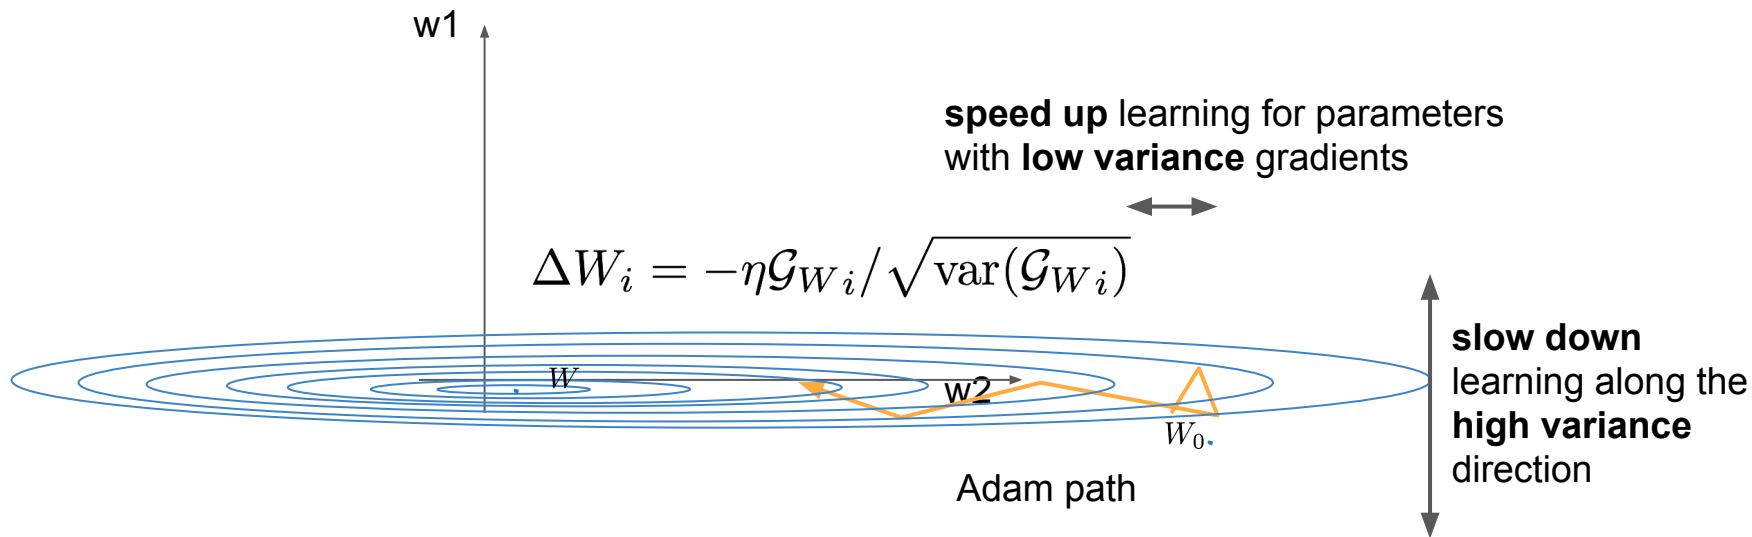 w1
speed up learning for parameters
with low variance gradients
ΔW_i = −η𝒢_{W i}/√var(𝒢_{W i})
slow down
learning along the
high variance
direction
W
w2
W_0
Adam path